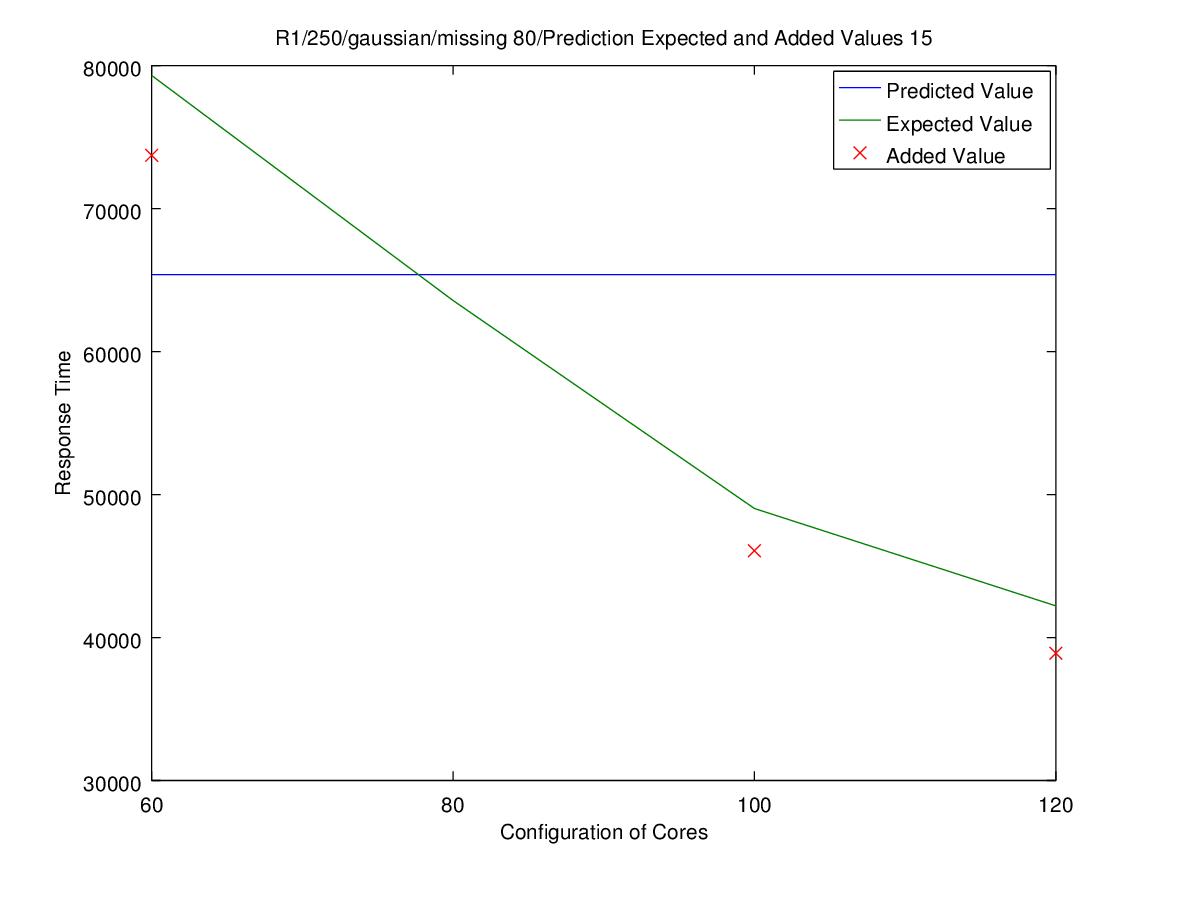 R1/250/gaussian/missing 80/Prediction Expected and Added Values 15
80000
70000
60000
50000
40000
30000
Response Time
Predicted Value
Expected Value
Added Value
60 80 100 120
Configuration of Cores